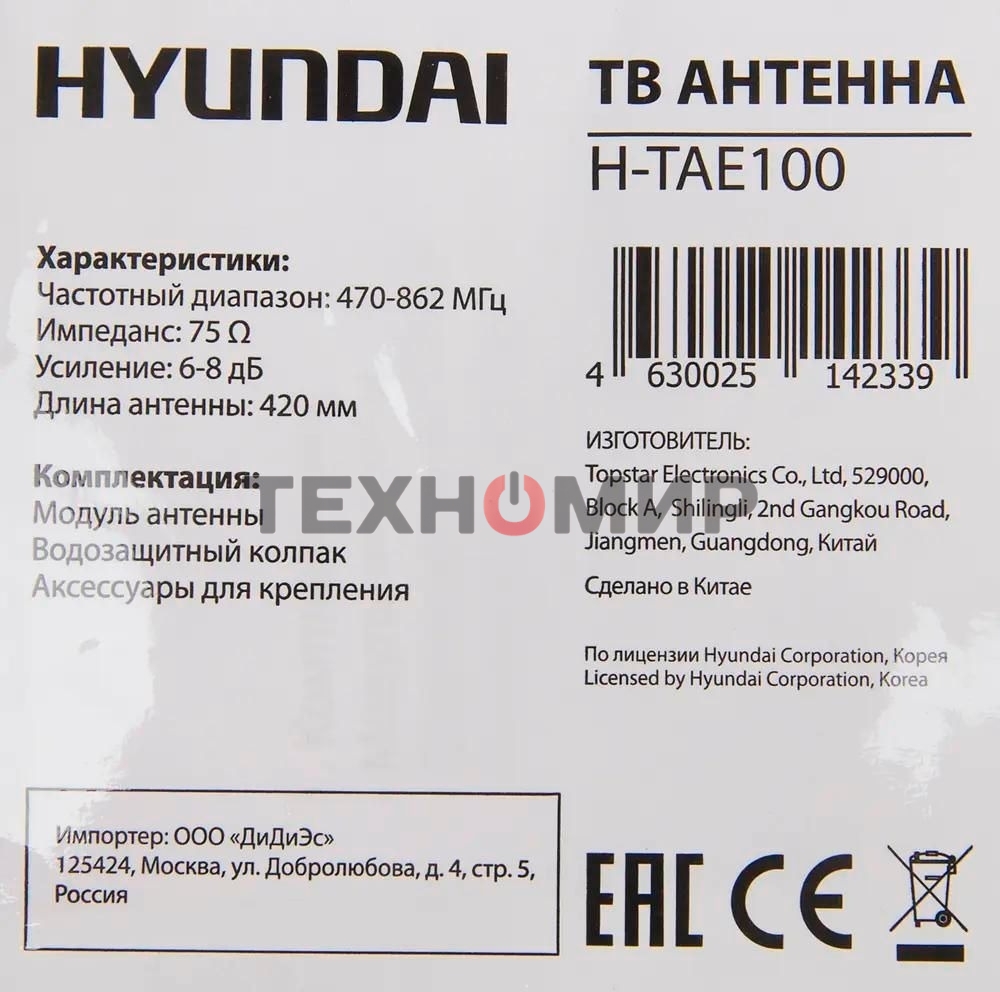 HYUNDAI
ТВ АНТЕННА
H-TAE100
Характеристики:
Частотный диапазон: 470-862 МГц
Импеданс: 75 Ω
Усиление: 6-8 дБ
Длина антенны: 420 мм
Комплектация:
Модуль антенны
Водозащитный колпак
Аксессуары для крепления
ТЕХНОМИР
4 630025 142339
ИЗГОТОВИТЕЛЬ:
Topstar Electronics Co., Ltd, 529000,
Block A, Shilingli, 2nd Gangkou Road,
Jiangmen, Guangdong, Китай
Сделано в Китае
По лицензии Hyundai Corporation, Корея
Licensed by Hyundai Corporation, Korea
Импортер: ООО «ДиДиЭс»
125424, Москва, ул. Добролюбова, д. 4, стр. 5,
Россия
EAC CE